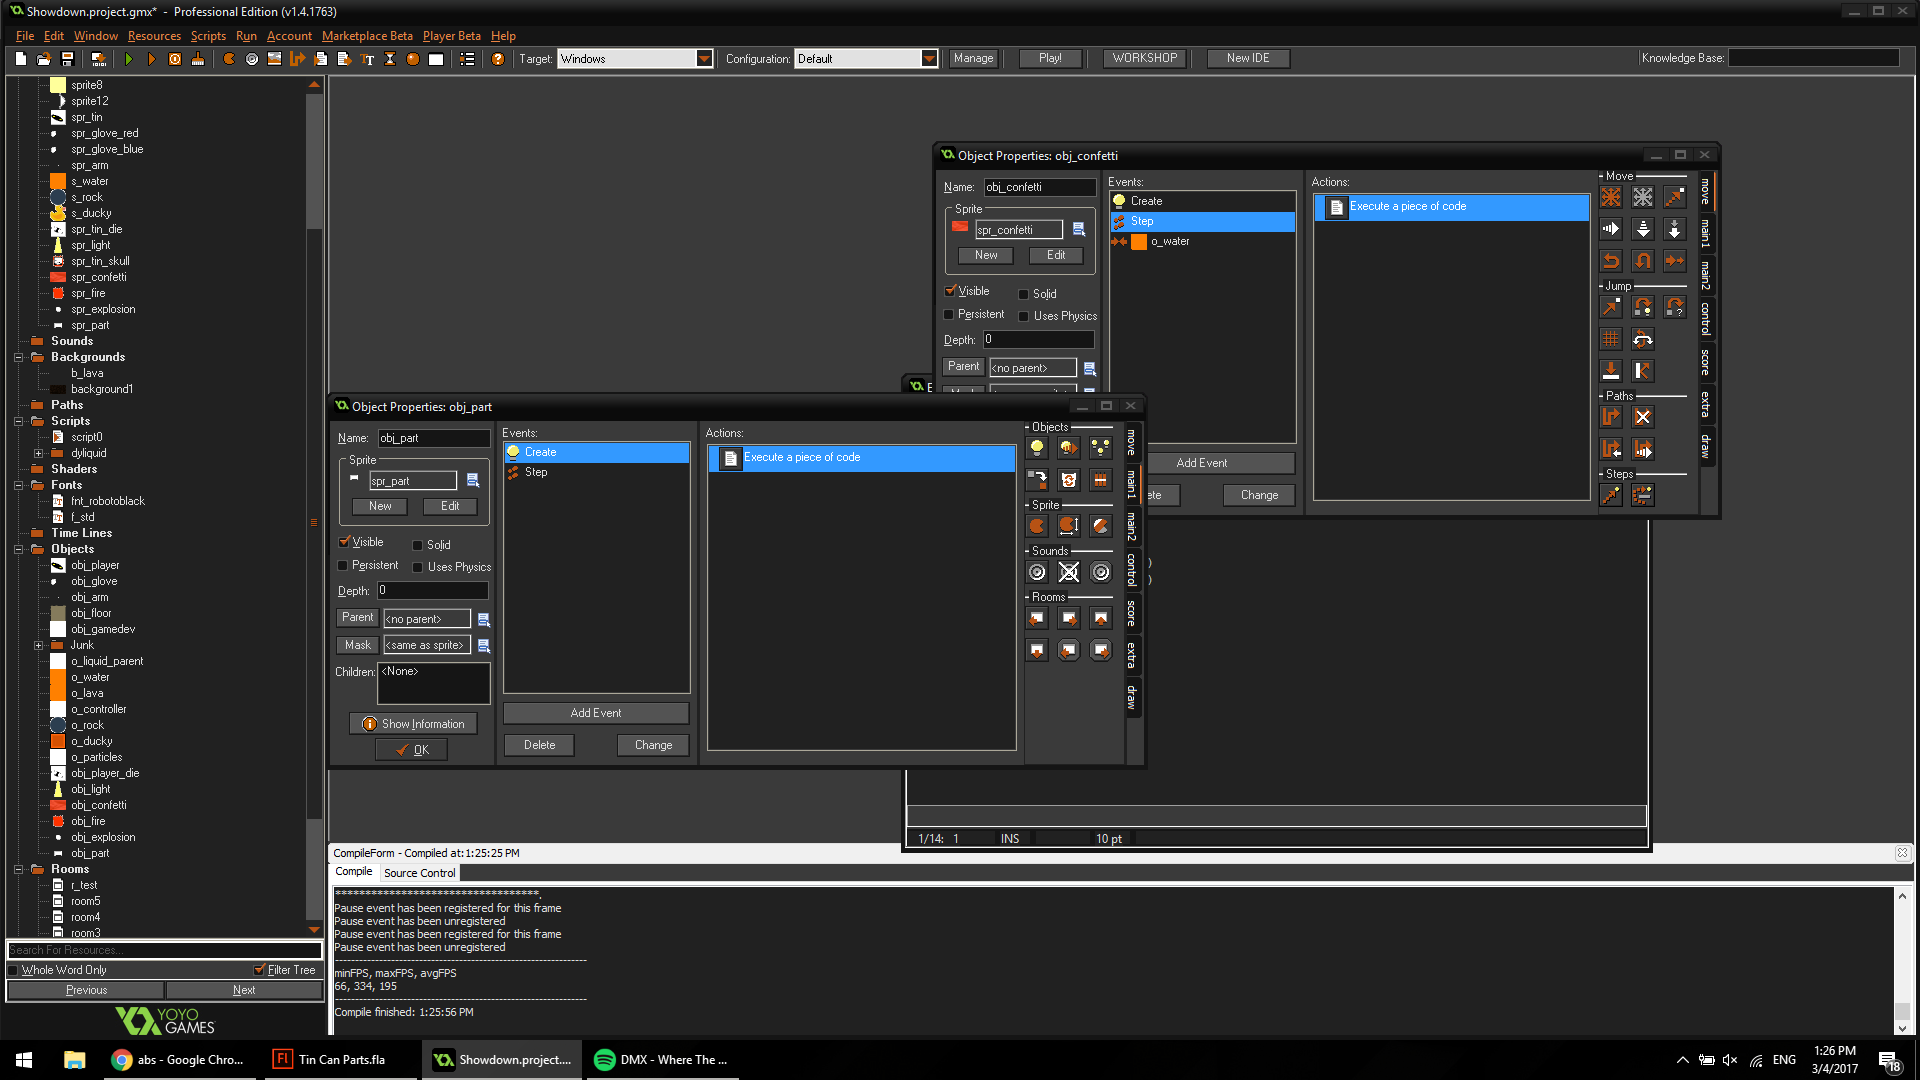 Showdown.project.gmx*  -  Professional Edition (v1.4.1763)
File Edit Window Resources Scripts Run Account Marketplace Beta Player Beta Help
Target: Windows Configuration: Default Manage Play! WORKSHOP New IDE Knowledge Base:
sprite8
sprite12
spr_tin
spr_glove_red
spr_glove_blue
spr_arm
s_water
s_rock
s_ducky
spr_tin_die
spr_light
spr_tin_skull
spr_confetti
spr_fire
spr_explosion
spr_part
Sounds
Backgrounds
b_lava
background1
Paths
Scripts
script0
dyliquid
Shaders
Fonts
fnt_robotoblack
f_std
Time Lines
Objects
obj_player
obj_glove
obj_arm
obj_floor
obj_gamedev
Junk
o_liquid_parent
o_water
o_lava
o_controller
o_rock
o_ducky
o_particles
obj_player_die
obj_light
obj_confetti
obj_fire
obj_explosion
obj_part
Rooms
r_test
room5
room4
room3
Search For Resources...
Whole Word Only Filter Tree
Previous Next
YOYO
GAMES
Object Properties: obj_confetti
Name: obj_confetti
Sprite
spr_confetti
New Edit
Visible Solid
Persistent Uses Physics
Depth: 0
Parent <no parent>
Events:
Create
Step
o_water
Add Event
Change
Actions:
Execute a piece of code
Move
Jump
Paths
Steps
move
main1
main2
control
score
extra
draw
Object Properties: obj_part
Name: obj_part
Sprite
spr_part
New Edit
Visible Solid
Persistent Uses Physics
Depth: 0
Parent <no parent>
Mask <same as sprite>
Children: <None>
Show Information
OK
Events:
Create
Step
Add Event
Delete Change
Actions:
Execute a piece of code
Objects
Sprite
Sounds
Rooms
move
main1
main2
control
score
extra
draw
)
)
1/14: 1 INS 10 pt
CompileForm - Compiled at: 1:25:25 PM
Compile Source Control
Pause event has been registered for this frame
Pause event has been unregistered
Pause event has been registered for this frame
Pause event has been unregistered
minFPS, maxFPS, avgFPS
66, 334, 195
Compile finished: 1:25:56 PM
abs - Google Chro... Tin Can Parts.fla Showdown.project.... DMX - Where The ...
ENG
1:26 PM
3/4/2017
18